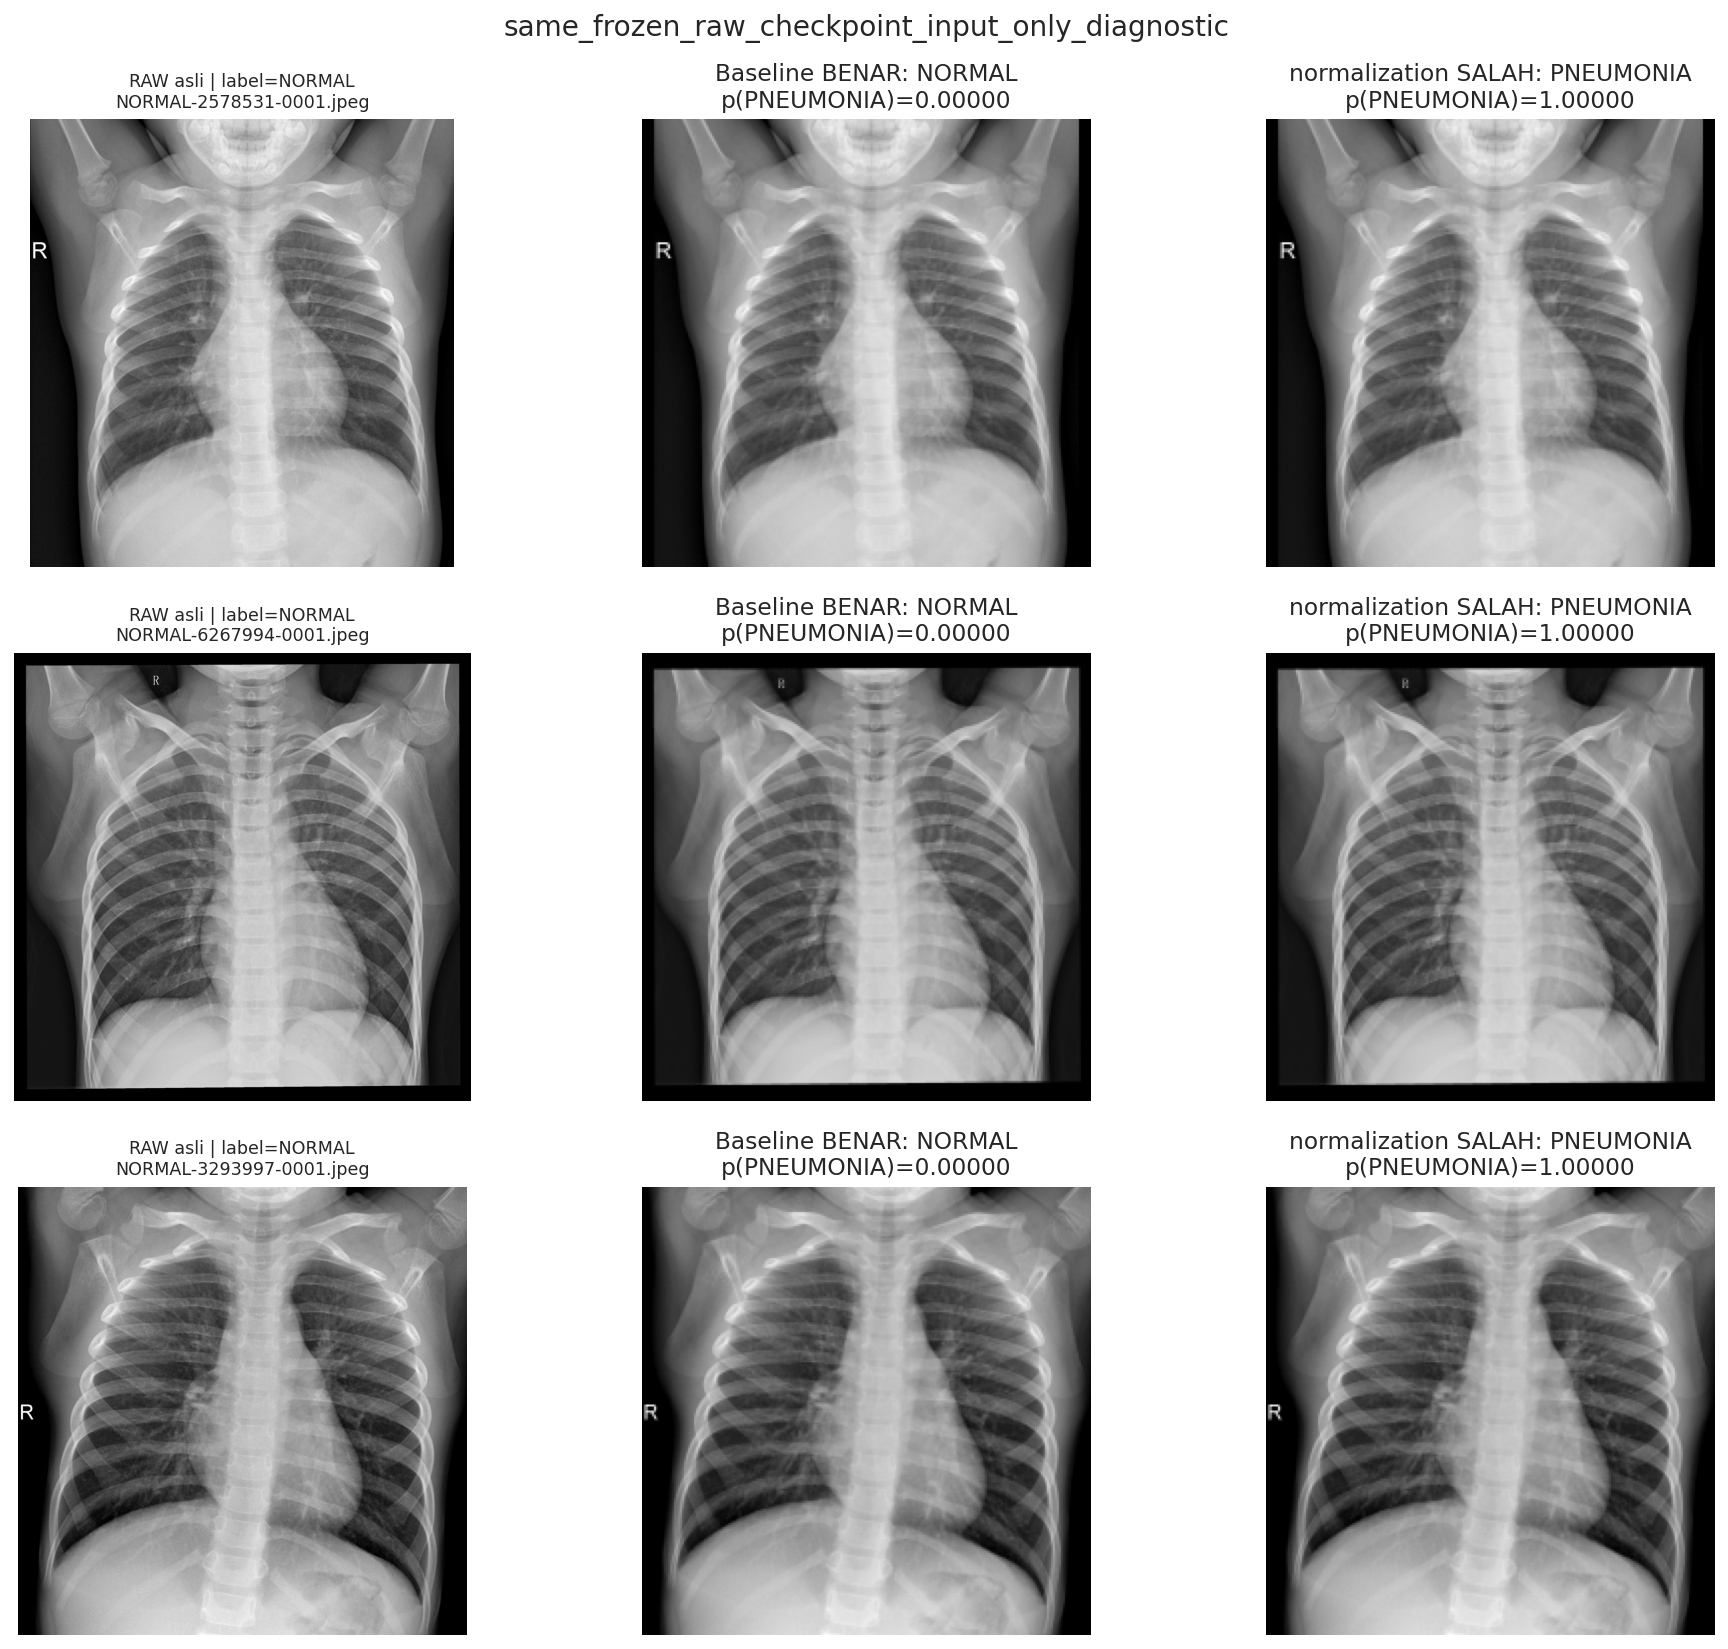 same_frozen_raw_checkpoint_input_only_diagnostic
RAW asli | label=NORMAL
NORMAL-2578531-0001.jpeg
Baseline BENAR: NORMAL
p(PNEUMONIA)=0.00000
normalization SALAH: PNEUMONIA
p(PNEUMONIA)=1.00000
R
R
R
RAW asli | label=NORMAL
NORMAL-6267994-0001.jpeg
Baseline BENAR: NORMAL
p(PNEUMONIA)=0.00000
normalization SALAH: PNEUMONIA
p(PNEUMONIA)=1.00000
R
R
R
RAW asli | label=NORMAL
NORMAL-3293997-0001.jpeg
Baseline BENAR: NORMAL
p(PNEUMONIA)=0.00000
normalization SALAH: PNEUMONIA
p(PNEUMONIA)=1.00000
R
R
R